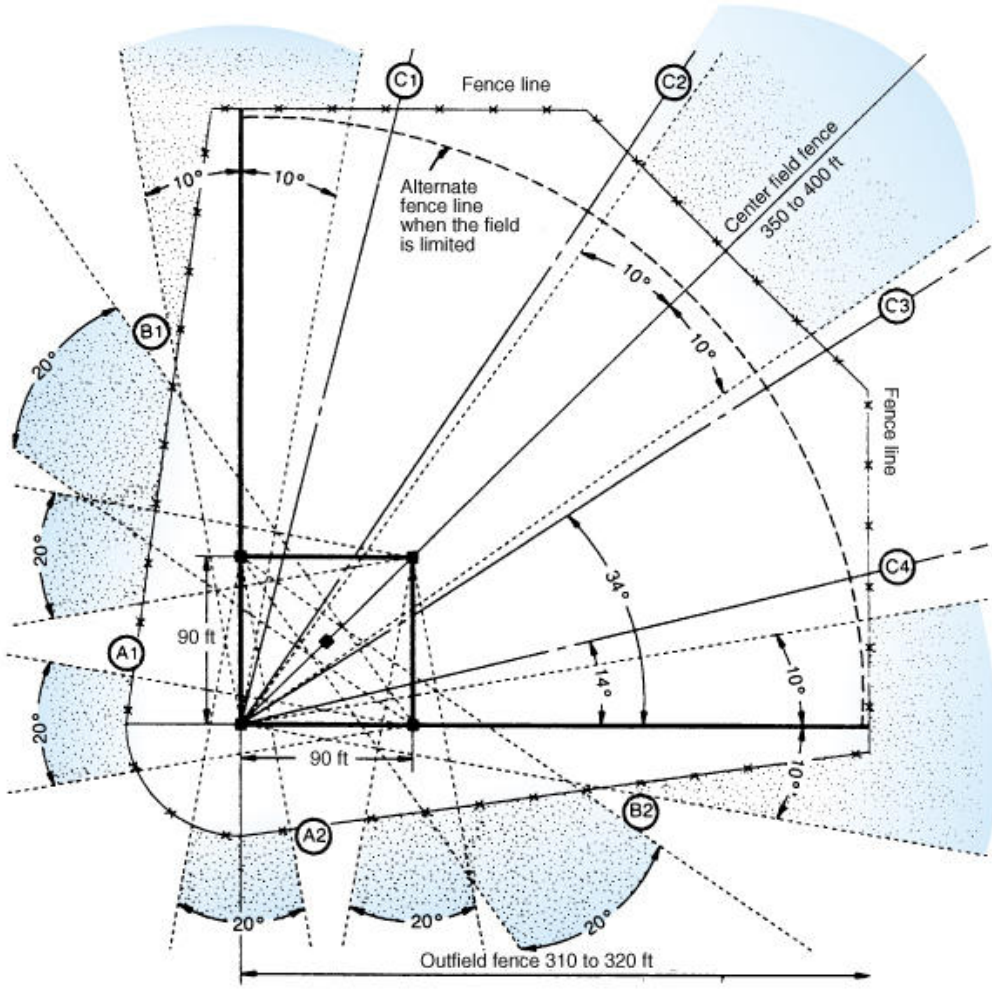 C1
Fence line
C2
Center field fence
350 to 400 ft
10°
10°
Alternate
fence line
when the field
is limited
10°
10°
C3
B1
20°
Fence line
20°
C4
34°
90 ft
A1
14°
10°
20°
90 ft
10°
B2
A2
20°
20°
20°
Outfield fence 310 to 320 ft